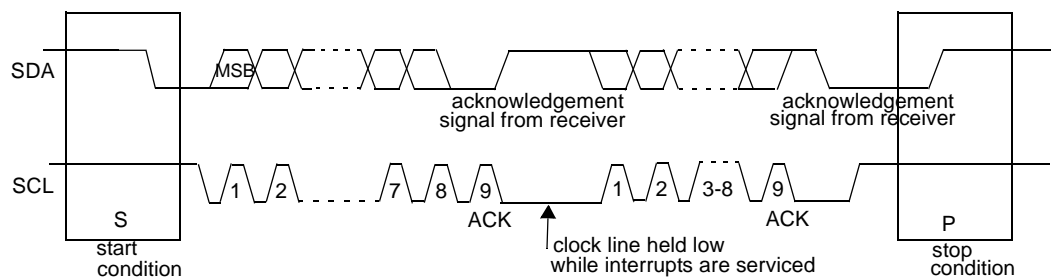 SDA
MSB
acknowledgement
signal from receiver
acknowledgement
signal from receiver
SCL
1
2
7
8
9
1
2
3-8
9
ACK
ACK
S
P
start
condition
clock line held low
while interrupts are serviced
stop
condition